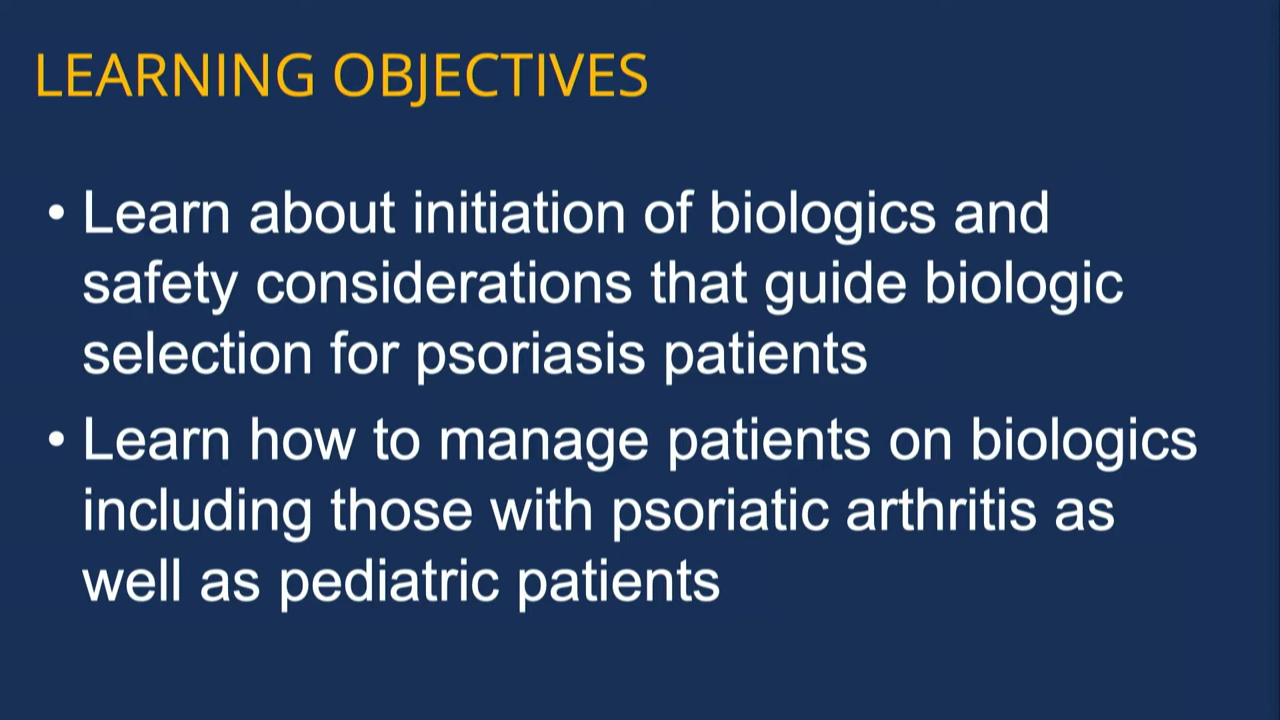 LEARNING OBJECTIVES
• Learn about initiation of biologics and
safety considerations that guide biologic
selection for psoriasis patients
• Learn how to manage patients on biologics
including those with psoriatic arthritis as
well as pediatric patients